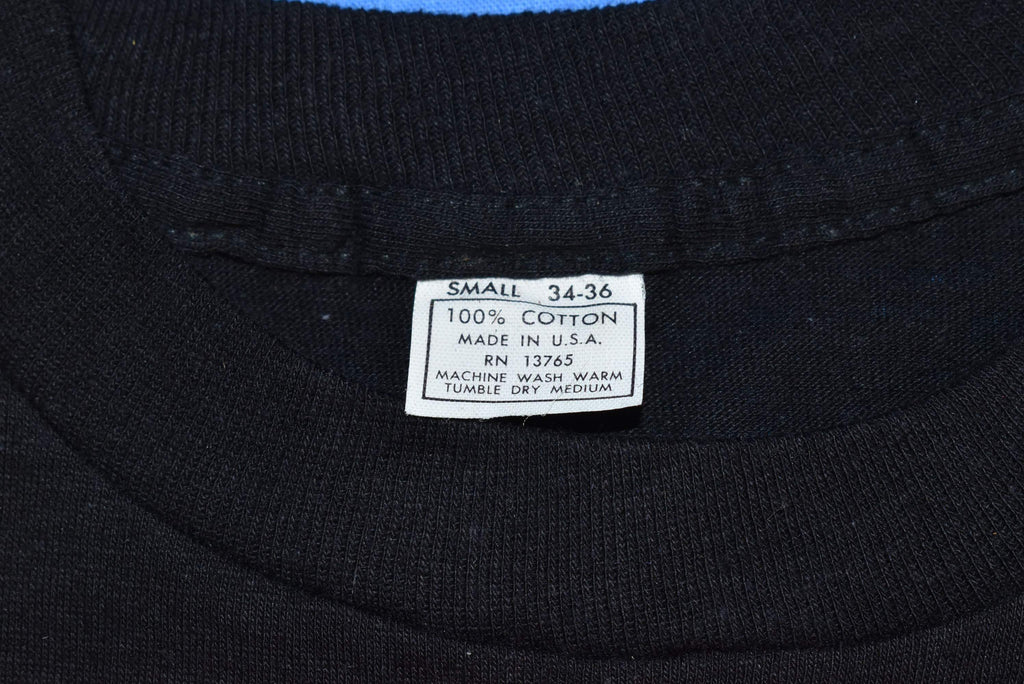 SMALL 34-36
100% COTTON
MADE IN U.S.A.
RN 13765
MACHINE WASH WARM
TUMBLE DRY MEDIUM